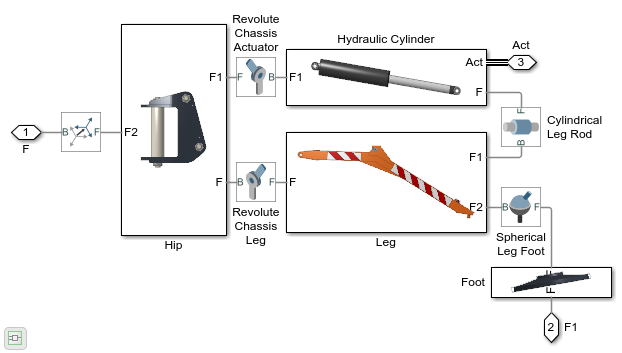 Revolute
Chassis
Actuator
Hydraulic Cylinder
Act
F1
F
B
F1
Act
3
F
F
Cylindrical
Leg Rod
B
1
F
B
F
F2
F1
F
B
F
F
F2
Revolute
Chassis
Leg
B
F
Hip
Leg
Spherical
Leg Foot
Foot
F
F
2
F1